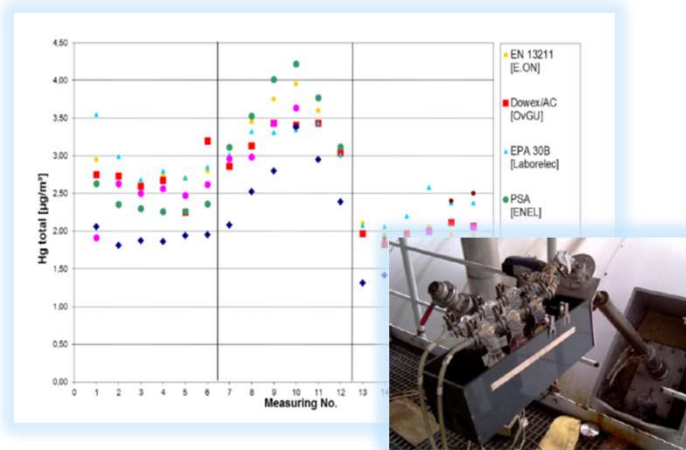 4,50
4,00
3,50
3,00
2,50
2,00
1,50
1,00
0,50
0,00
Hg total [µg/m³]
0 1 2 3 4 5 6 7 8 9 10 11 12 13
Measuring No.
EN 13211
[E.ON]
Dowex/AC
[OvGU]
EPA 30B
[Laborelec]
PSA
[ENEL]